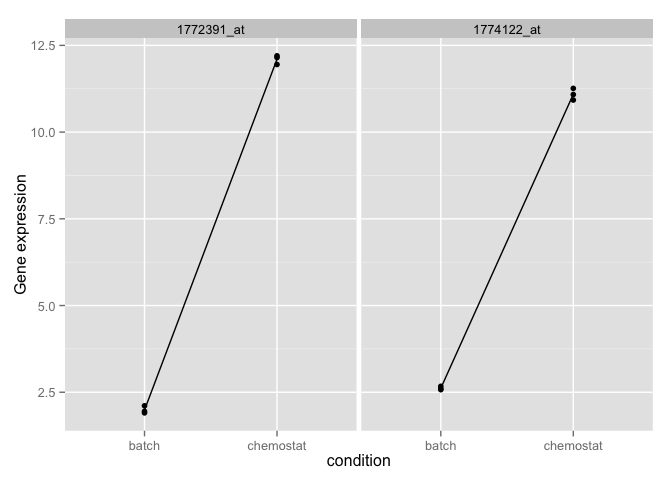 1772391_at 1774122_at
12.5
10.0
7.5
5.0
2.5
Gene expression
batch chemostat batch chemostat
condition